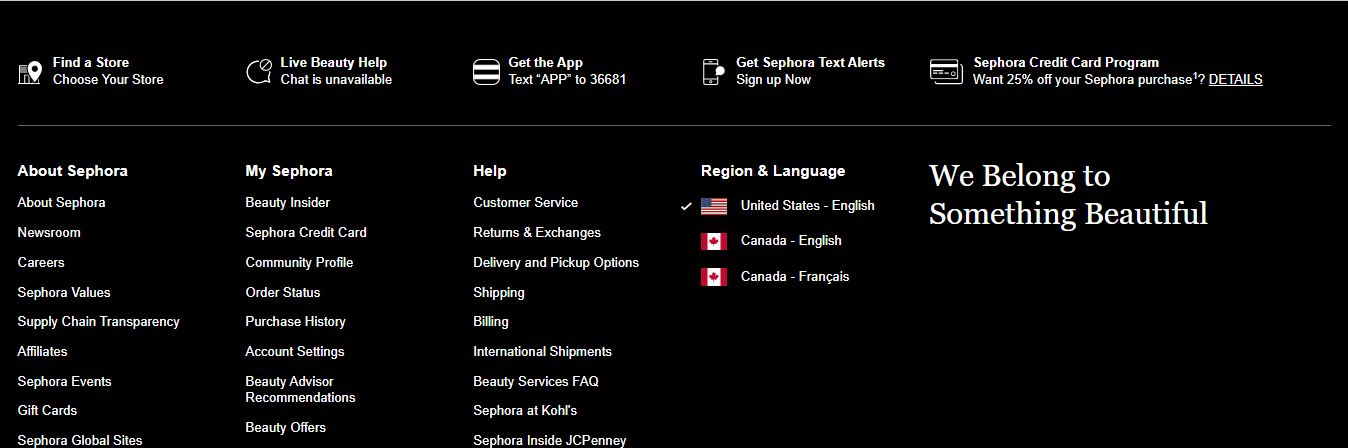 Find a Store
Choose Your Store
Live Beauty Help
Chat is unavailable
Get the App
Text “APP” to 36681
Get Sephora Text Alerts
Sign up Now
Sephora Credit Card Program
Want 25% off your Sephora purchase¹? DETAILS
About Sephora
About Sephora
Newsroom
Careers
Sephora Values
Supply Chain Transparency
Affiliates
Sephora Events
Gift Cards
Sephora Global Sites
My Sephora
Beauty Insider
Sephora Credit Card
Community Profile
Order Status
Purchase History
Account Settings
Beauty Advisor
Recommendations
Beauty Offers
Help
Customer Service
Returns & Exchanges
Delivery and Pickup Options
Shipping
Billing
International Shipments
Beauty Services FAQ
Sephora at Kohl's
Sephora Inside JCPenney
Region & Language
United States - English
Canada - English
Canada - Français
We Belong to
Something Beautiful